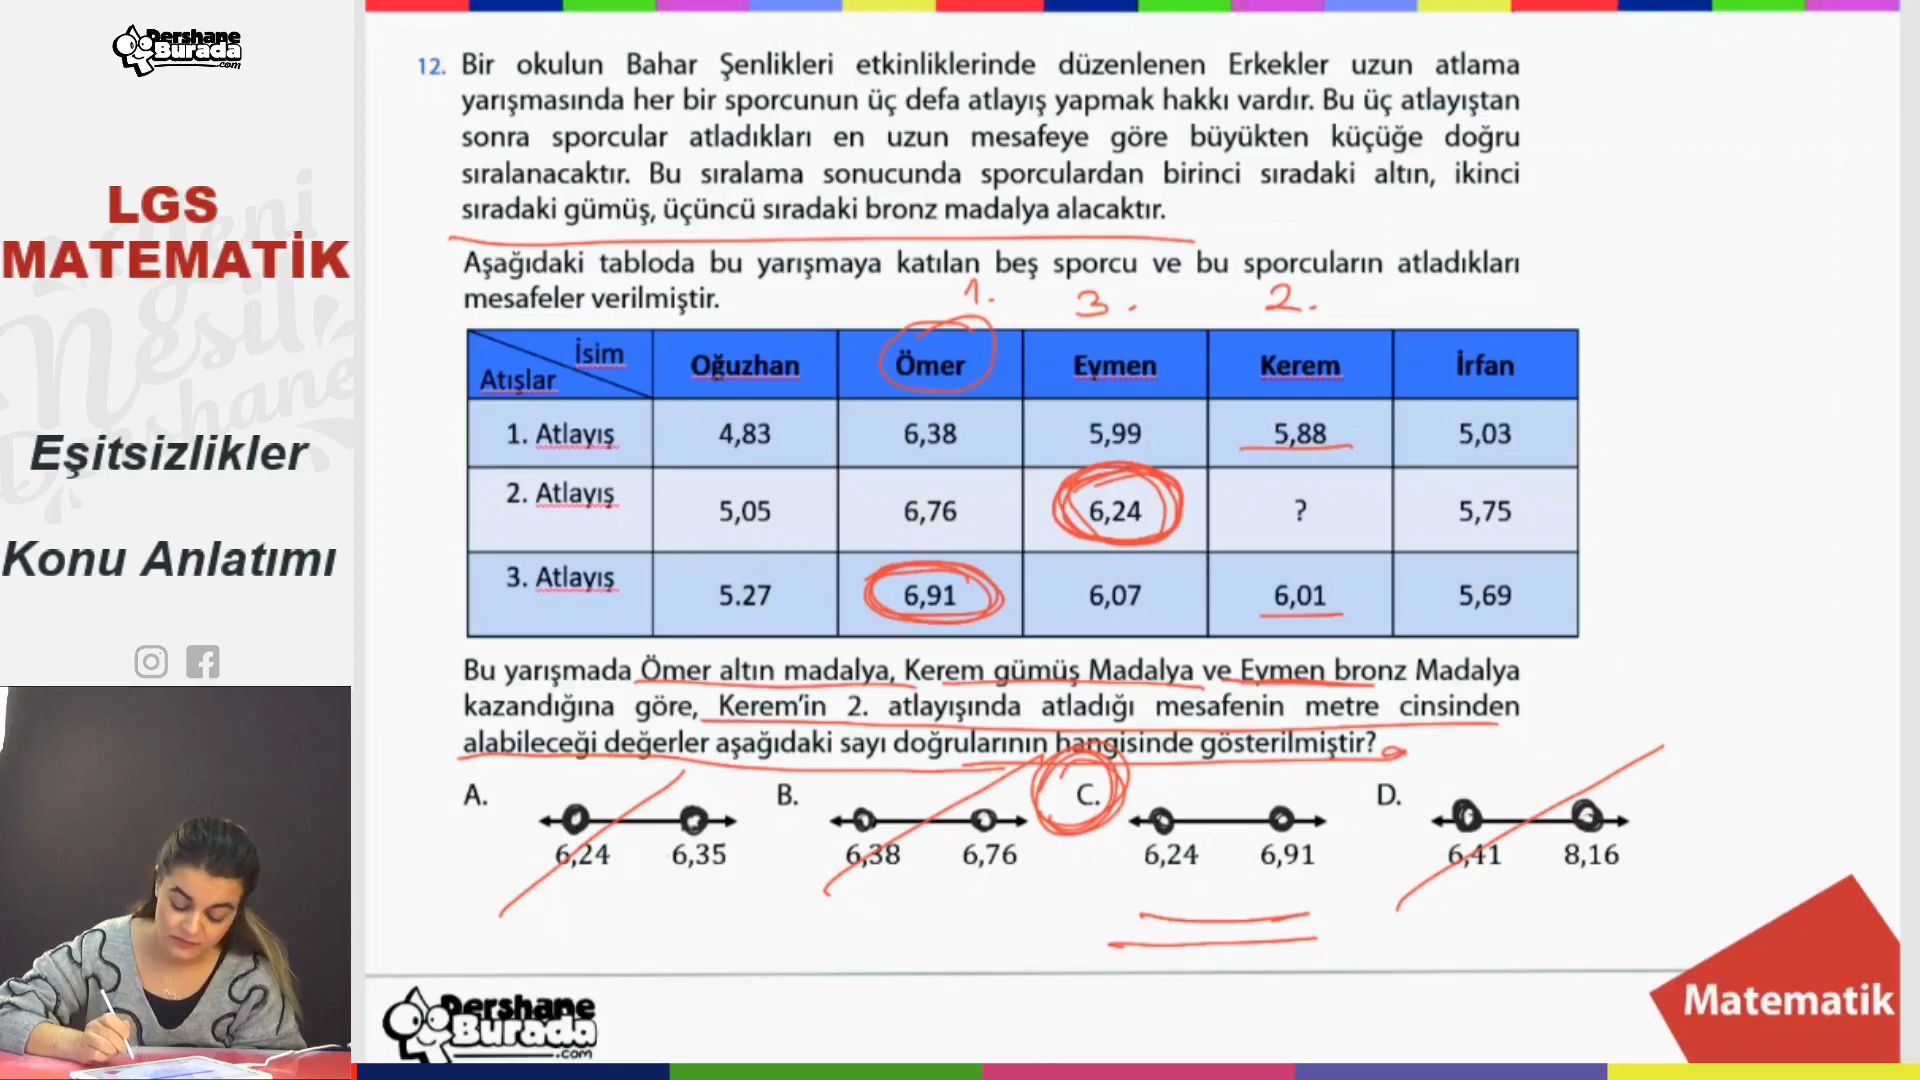 Dershane
Burada
.com
LGS
MATEMATİK
Yeni
Nesil
Dershane
Eşitsizlikler
Konu Anlatımı
12. Bir okulun Bahar Şenlikleri etkinliklerinde düzenlenen Erkekler uzun atlama
yarışmasında her bir sporcunun üç defa atlayış yapmak hakkı vardır. Bu üç atlayıştan
sonra sporcular atladıkları en uzun mesafeye göre büyükten küçüğe doğru
sıralanacaktır. Bu sıralama sonucunda sporculardan birinci sıradaki altın, ikinci
sıradaki gümüş, üçüncü sıradaki bronz madalya alacaktır.
Aşağıdaki tabloda bu yarışmaya katılan beş sporcu ve bu sporcuların atladıkları
mesafeler verilmiştir.
1. 3. 2.
İsim
Atışlar Oğuzhan Ömer Eymen Kerem İrfan
1. Atlayış 4,83 6,38 5,99 5,88 5,03
2. Atlayış 5,05 6,76 6,24 ? 5,75
3. Atlayış 5.27 6,91 6,07 6,01 5,69
Bu yarışmada Ömer altın madalya, Kerem gümüş Madalya ve Eymen bronz Madalya
kazandığına göre, Kerem'in 2. atlayışında atladığı mesafenin metre cinsinden
alabileceği değerler aşağıdaki sayı doğrularının hangisinde gösterilmiştir?
A. B. C. D.
6,24 6,35 6,38 6,76 6,24 6,91 6,41 8,16
Dershane
Burada
.com
Matematik